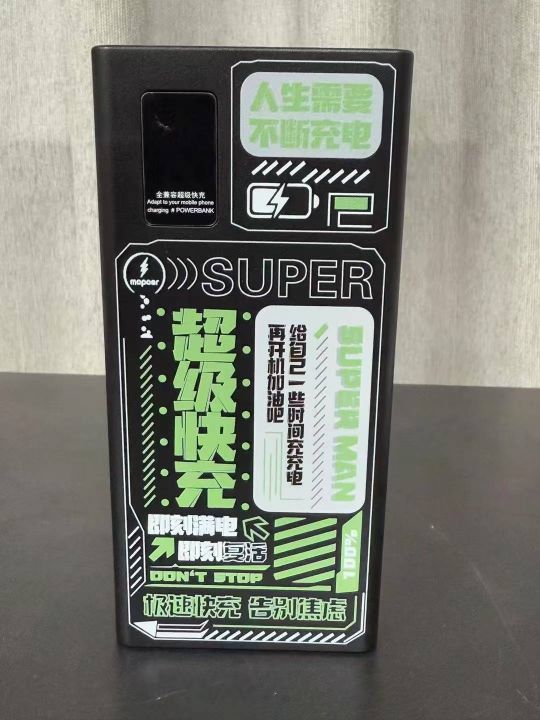 人生需要
不断充电
全兼容超级快充
Adapt to your mobile phone
charging # POWERBANK
mopoer
SUPER
超级快充
给自己一些时间充充电
再开机加油吧
SUPER MAN
即刻满电
即刻复活
DON'T STOP
100%
极速快充 告别焦虑